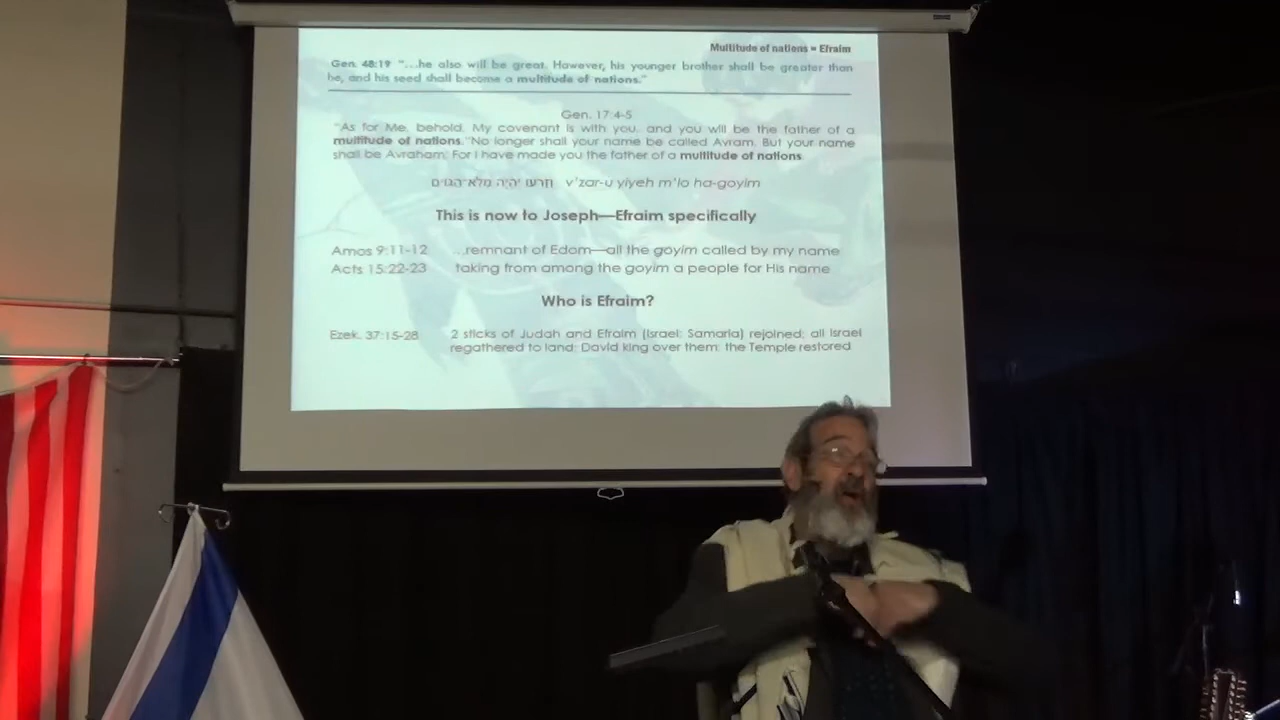 Multitude of nations = Efraim
Gen. 48:19 "...he also will be great. However, his younger brother shall be greater than
he, and his seed shall become a multitude of nations."
Gen. 17:4-5
"As for Me, behold, My covenant is with you, and you will be the father of a
multitude of nations. "No longer shall your name be called Avram, But your name
shall be Avraham; For I have made you the father of a multitude of nations.
וזרעו יהיה מלא־הגוים v'zar-u yiyeh m'lo ha-goyim
This is now to Joseph—Efraim specifically
Amos 9:11-12 ...remnant of Edom—all the goyim called by my name
Acts 15:22-23 taking from among the goyim a people for His name
Who is Efraim?
Ezek. 37:15-28 2 sticks of Judah and Efraim (Israel; Samaria) rejoined; all Israel
regathered to land; David king over them; the Temple restored